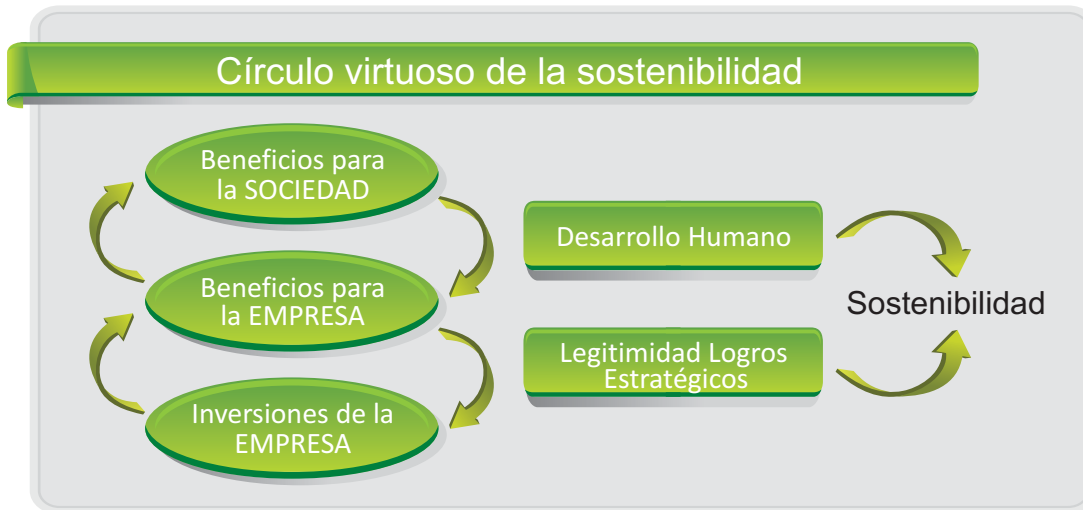 Círculo virtuoso de la sostenibilidad
Beneficios para
la SOCIEDAD
Beneficios para
la EMPRESA
Inversiones de la
EMPRESA
Desarrollo Humano
Legitimidad Logros
Estratégicos
Sostenibilidad